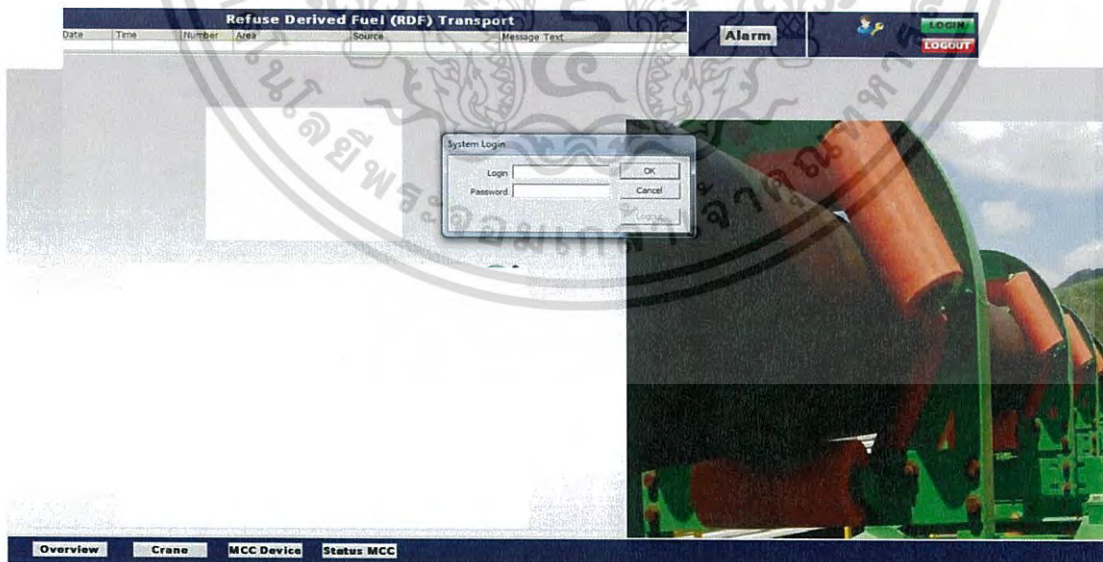 Refuse Derived Fuel (RDF) Transport
Date Time Number Area Source Message Text
Alarm
LOGIN
LOGOUT
System Login
Login
OK
Password
Cancel
Logout
Overview Crane MCC Device Status MCC